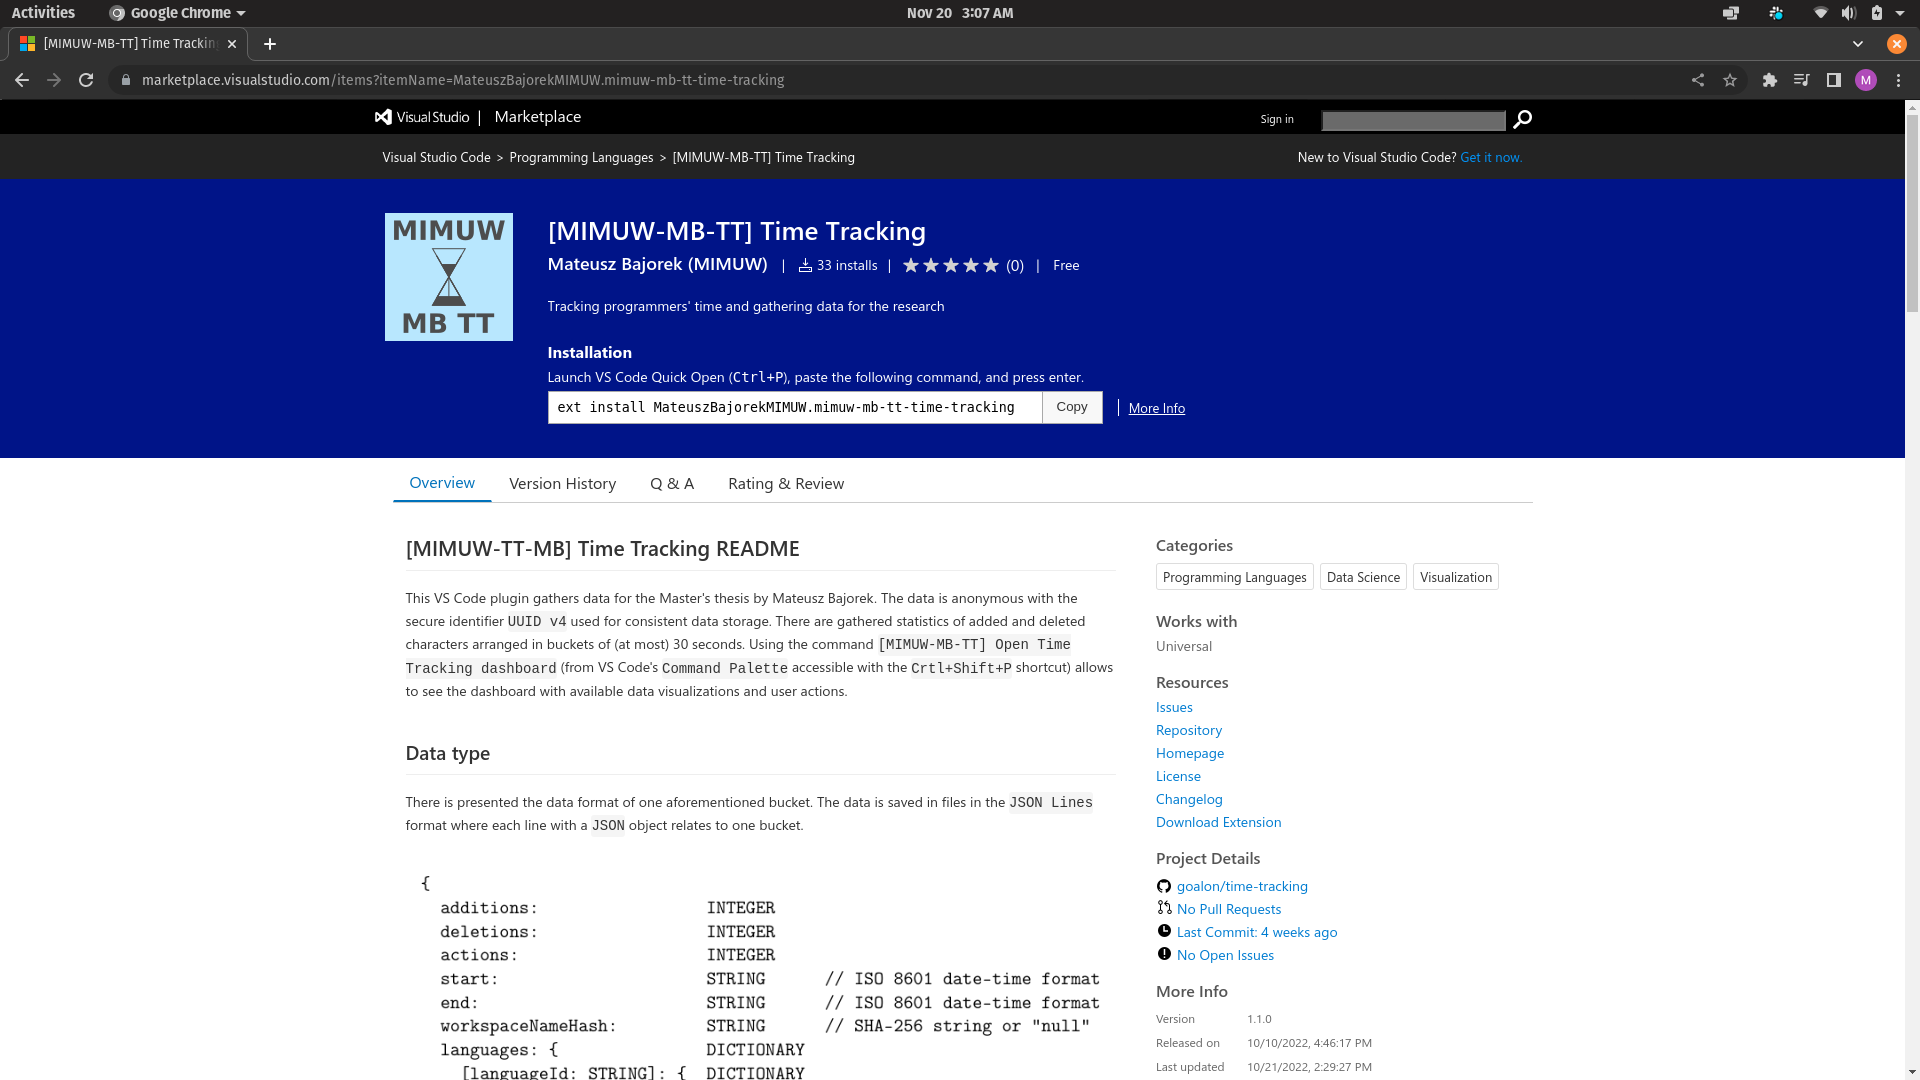 Activities Google Chrome Nov 20 3:07 AM
[MIMUW-MB-TT] Time Tracking
marketplace.visualstudio.com/items?itemName=MateuszBajorekMIMUW.mimuw-mb-tt-time-tracking M
Visual Studio | Marketplace Sign in
Visual Studio Code > Programming Languages > [MIMUW-MB-TT] Time Tracking New to Visual Studio Code? Get it now.
MIMUW
MB TT
[MIMUW-MB-TT] Time Tracking
Mateusz Bajorek (MIMUW) | 33 installs | (0) | Free
Tracking programmers' time and gathering data for the research
Installation
Launch VS Code Quick Open (Ctrl+P), paste the following command, and press enter.
ext install MateuszBajorekMIMUW.mimuw-mb-tt-time-tracking Copy | More Info
Overview Version History Q & A Rating & Review
[MIMUW-TT-MB] Time Tracking README
This VS Code plugin gathers data for the Master's thesis by Mateusz Bajorek. The data is anonymous with the
secure identifier UUID v4 used for consistent data storage. There are gathered statistics of added and deleted
characters arranged in buckets of (at most) 30 seconds. Using the command [MIMUW-MB-TT] Open Time
Tracking dashboard (from VS Code's Command Palette accessible with the Crtl+Shift+P shortcut) allows
to see the dashboard with available data visualizations and user actions.
Data type
There is presented the data format of one aforementioned bucket. The data is saved in files in the JSON Lines
format where each line with a JSON object relates to one bucket.
{
additions: INTEGER
deletions: INTEGER
actions: INTEGER
start: STRING // ISO 8601 date-time format
end: STRING // ISO 8601 date-time format
workspaceNameHash: STRING // SHA-256 string or "null"
languages: { DICTIONARY
[languageId: STRING]: { DICTIONARY
Categories
Programming Languages Data Science Visualization
Works with
Universal
Resources
Issues
Repository
Homepage
License
Changelog
Download Extension
Project Details
goalon/time-tracking
No Pull Requests
Last Commit: 4 weeks ago
No Open Issues
More Info
Version 1.1.0
Released on 10/10/2022, 4:46:17 PM
Last updated 10/21/2022, 2:29:27 PM